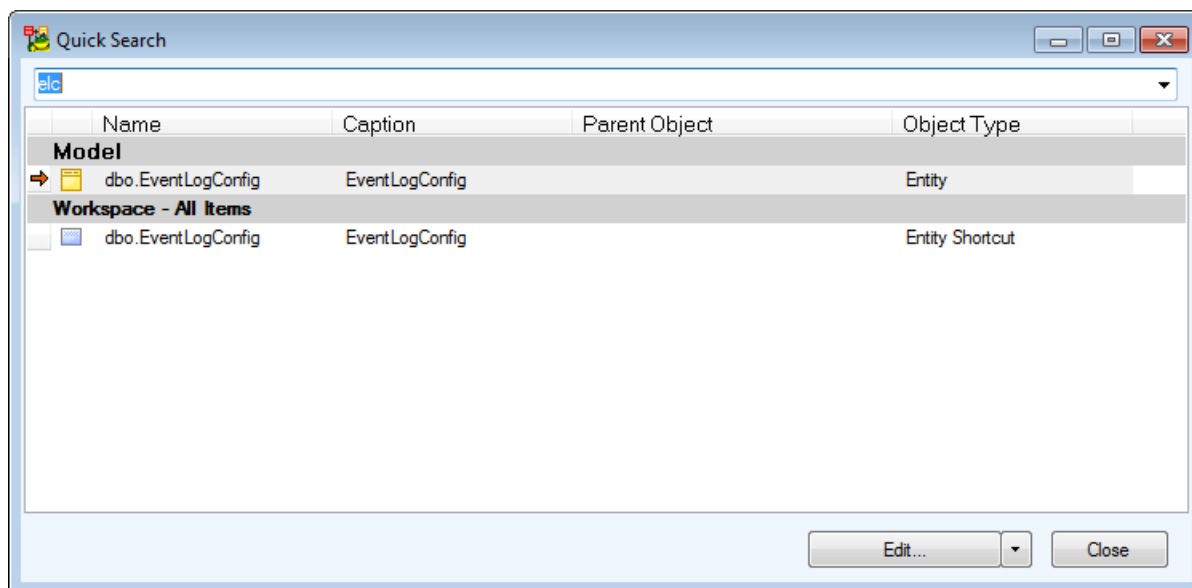 Quick Search
elc
Name Caption Parent Object Object Type
Model
dbo.EventLogConfig EventLogConfig Entity
Workspace - All Items
dbo.EventLogConfig EventLogConfig Entity Shortcut
Edit... Close